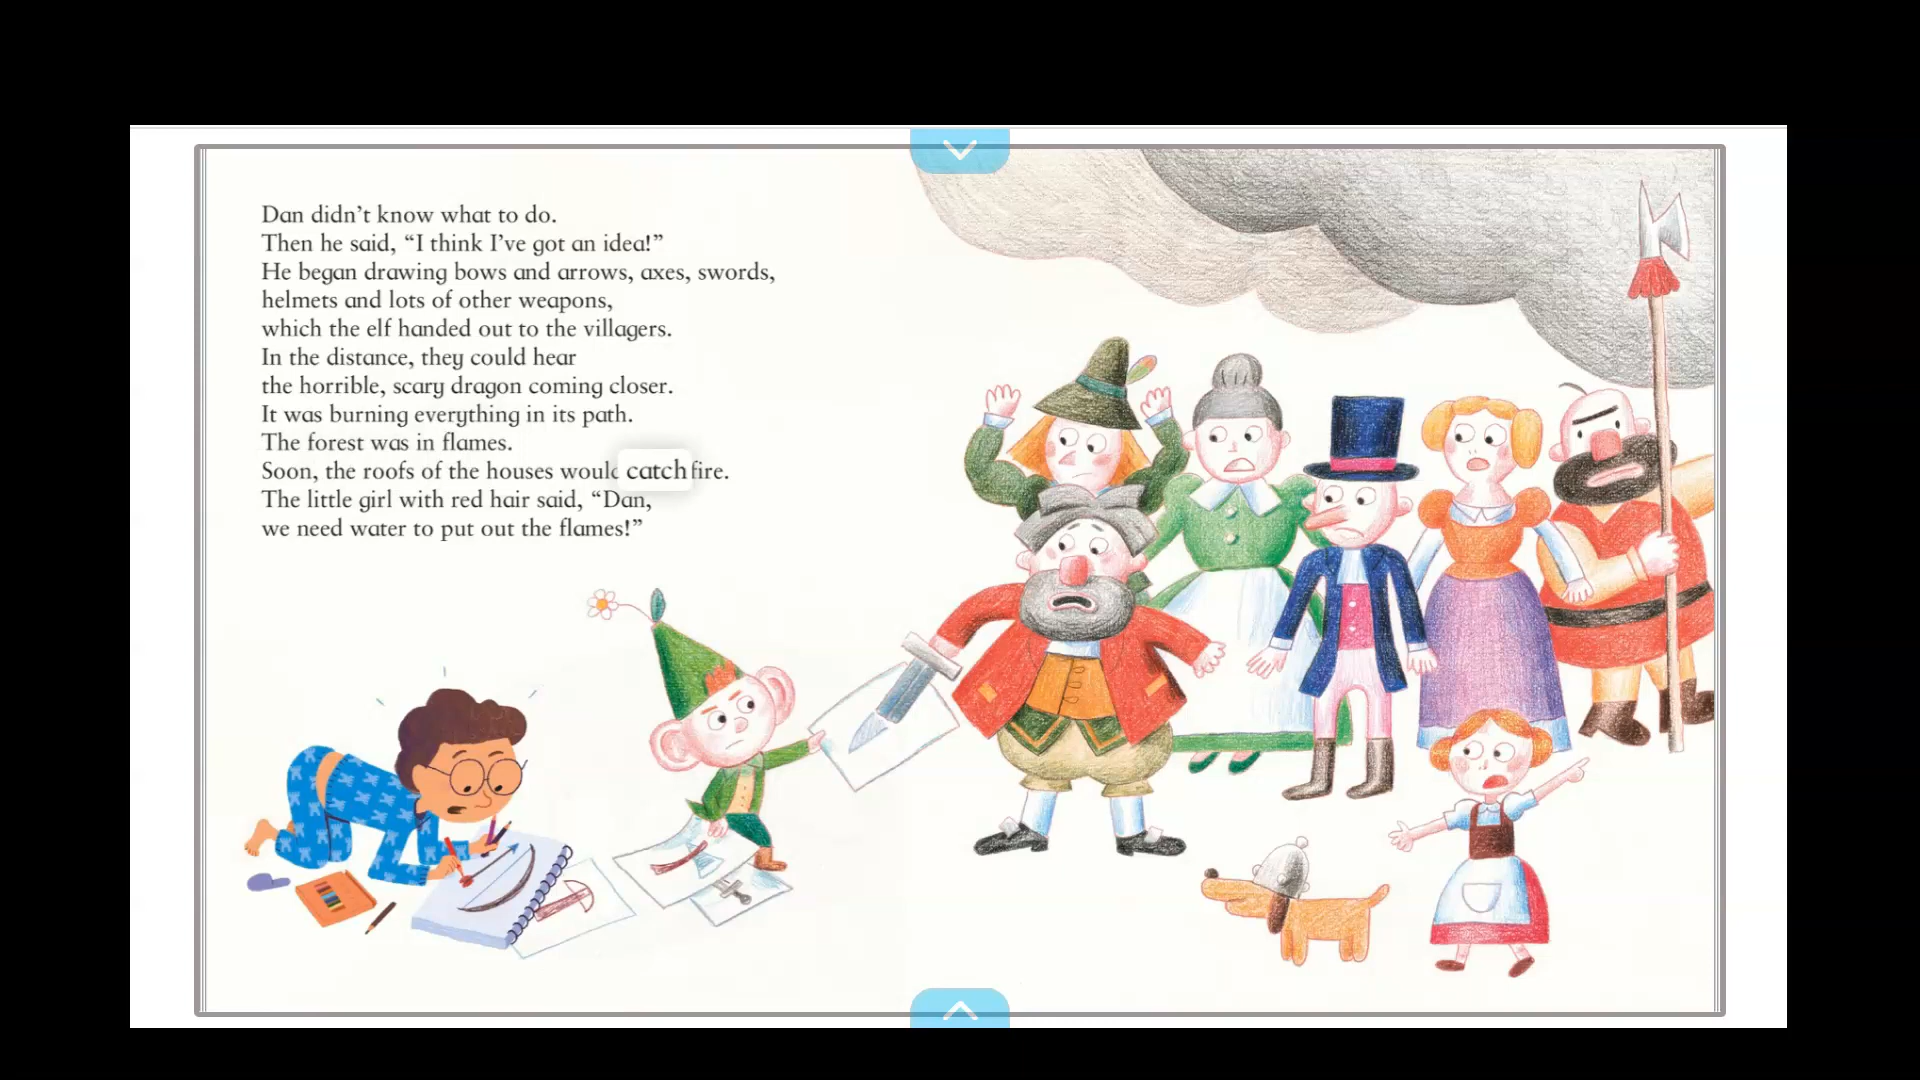 Dan didn’t know what to do.
Then he said, “I think I’ve got an idea!”
He began drawing bows and arrows, axes, swords,
helmets and lots of other weapons,
which the elf handed out to the villagers.
In the distance, they could hear
the horrible, scary dragon coming closer.
It was burning everything in its path.
The forest was in flames.
Soon, the roofs of the houses would catch fire.
The little girl with red hair said, “Dan,
we need water to put out the flames!”